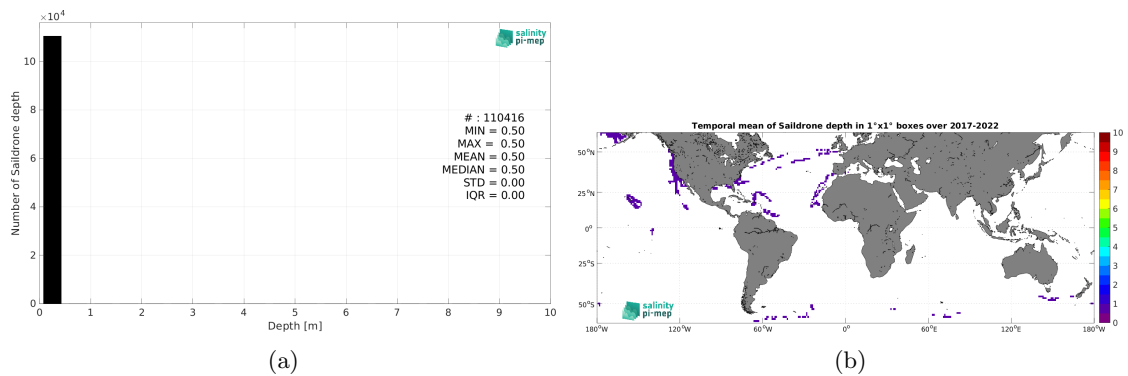 ×10⁴
salinity
pi-mep
10
8
6
4
2
0
Number of Saildrone depth
# : 110416
MIN = 0.50
MAX = 0.50
MEAN = 0.50
MEDIAN = 0.50
STD = 0.00
IQR = 0.00
0 1 2 3 4 5 6 7 8 9 10
Depth [m]
(a)
Temporal mean of Saildrone depth in 1°x1° boxes over 2017-2022
50°N
25°N
0°
25°S
50°S
salinity
pi-mep
180°W 120°W 60°W 0° 60°E 120°E 180°E
10
9
8
7
6
5
4
3
2
1
0
(b)